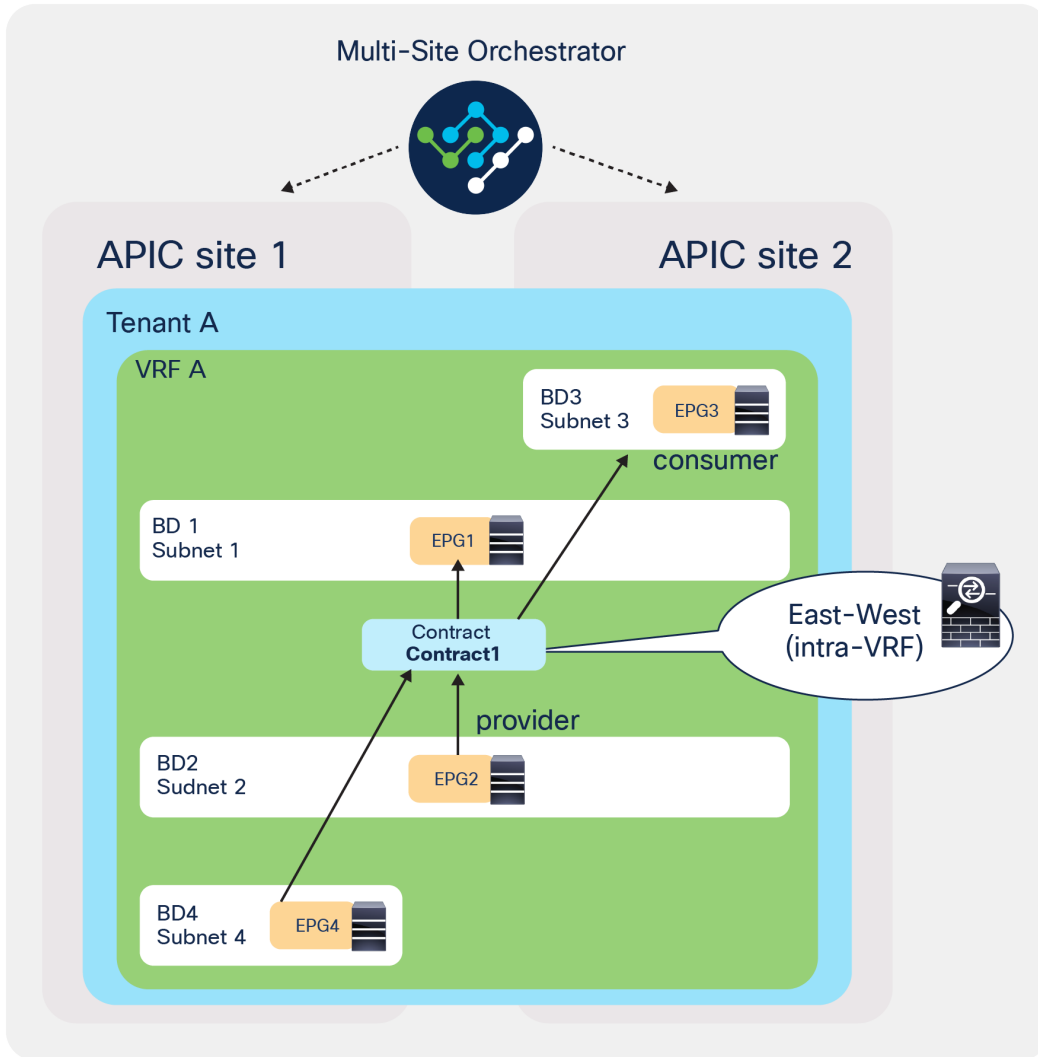 Multi-Site Orchestrator
APIC site 1
APIC site 2
Tenant A
VRF A
BD3
Subnet 3
EPG3
consumer
BD 1
Subnet 1
EPG1
Contract
Contract1
East-West
(intra-VRF)
provider
BD2
Sudnet 2
EPG2
BD4
Subnet 4
EPG4